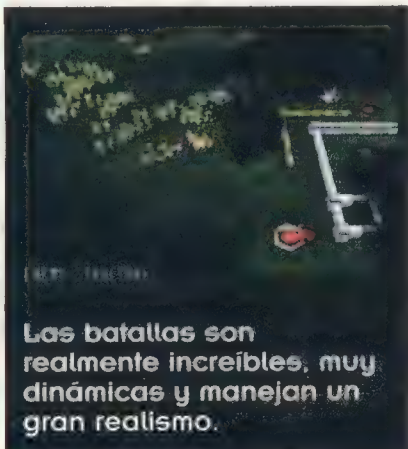 Las batallas son
realmente increíbles, muy
dinámicas y manejan un
gran realismo.